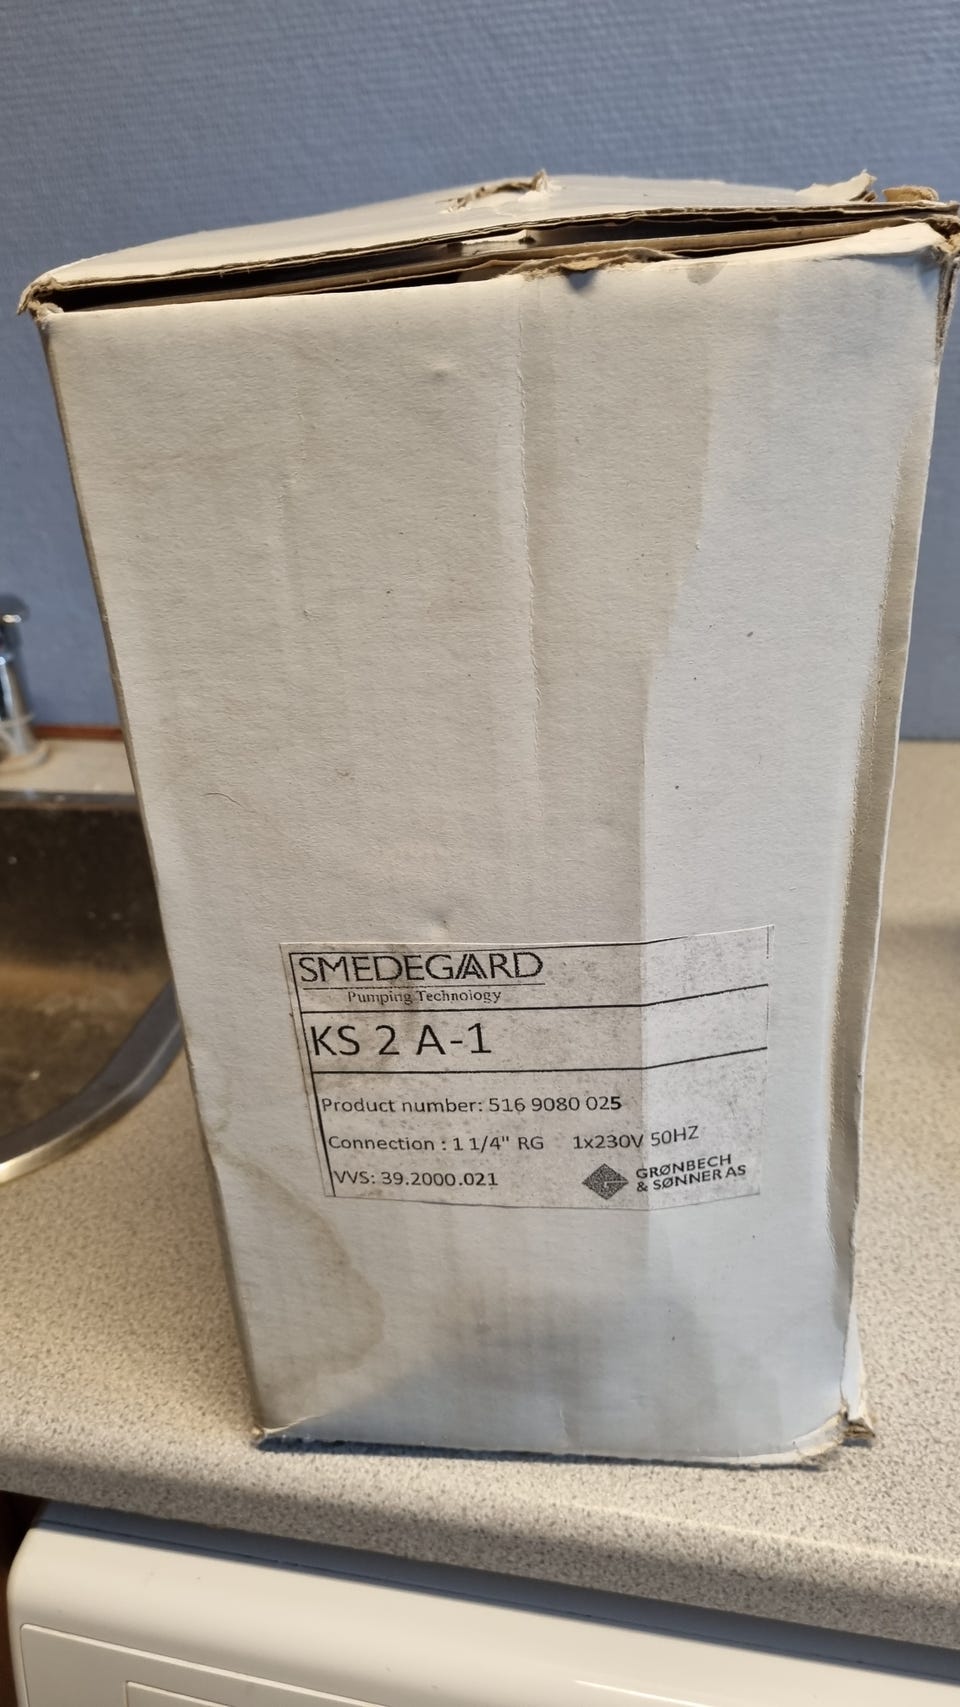 SMEDEGAARD
Pumping Technology
KS 2 A-1
Product number: 516 9080 025
Connection : 1 1/4" RG 1x230V 50HZ
VVS: 39.2000.021
GRØNBECH
& SØNNER AS